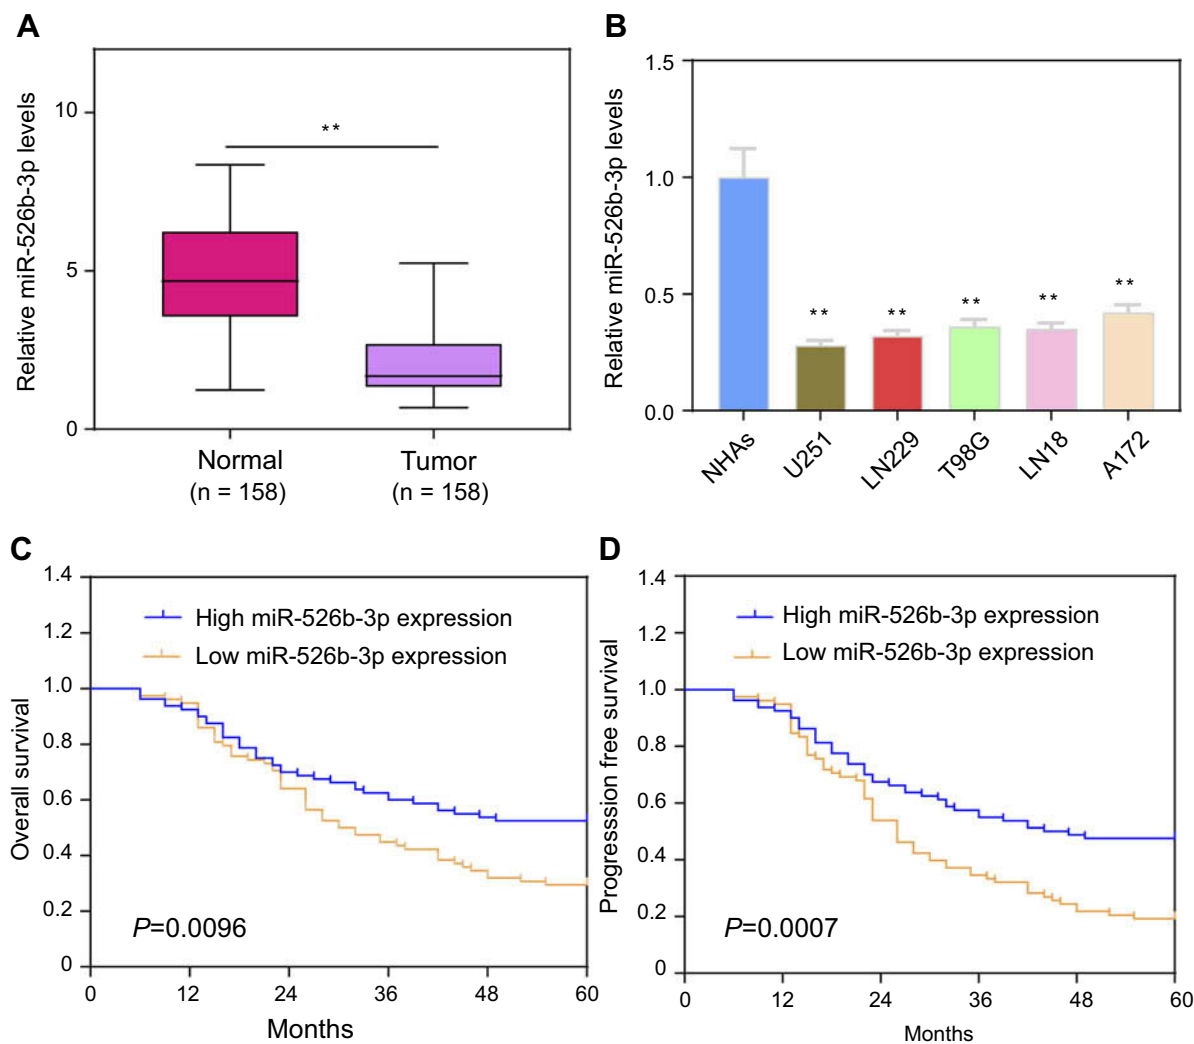 A
Relative miR-526b-3p levels
10
5
0
**
Normal
(n = 158)
Tumor
(n = 158)
B
Relative miR-526b-3p levels
1.5
1.0
0.5
0.0
**
**
**
**
**
NHAs
U251
LN229
T98G
LN18
A172
C
Overall survival
1.4
1.2
1.0
0.8
0.6
0.4
0.2
0
High miR-526b-3p expression
Low miR-526b-3p expression
P=0.0096
0
12
24
36
48
60
Months
D
Progresssion free survival
1.4
1.2
1.0
0.8
0.6
0.4
0.2
0
High miR-526b-3p expression
Low miR-526b-3p expression
P=0.0007
0
12
24
36
48
60
Months